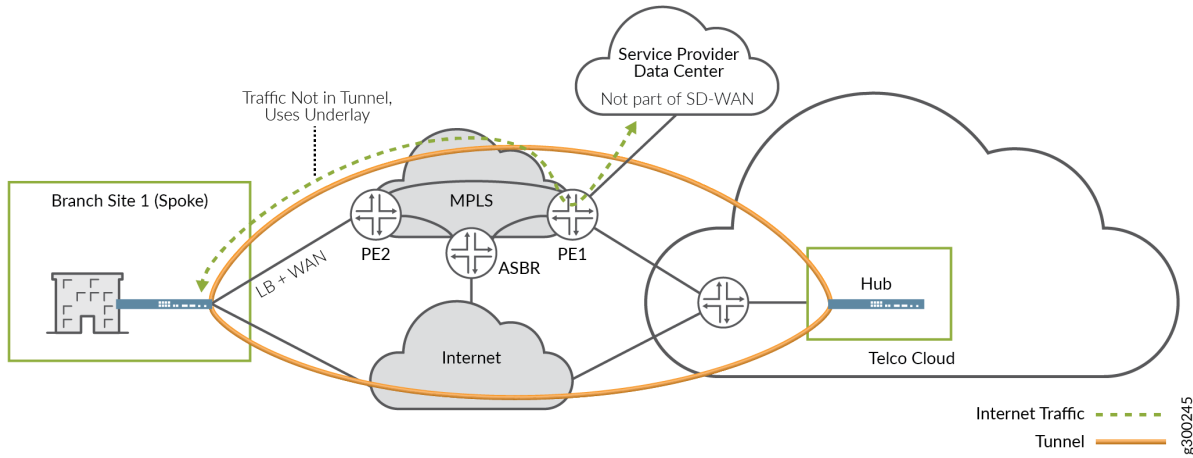 Service Provider
Data Center
Not part of SD-WAN
Traffic Not in Tunnel,
Uses Underlay
Branch Site 1 (Spoke)
MPLS
PE2
PE1
ASBR
LB + WAN
Hub
Internet
Telco Cloud
Internet Traffic
Tunnel
g300245